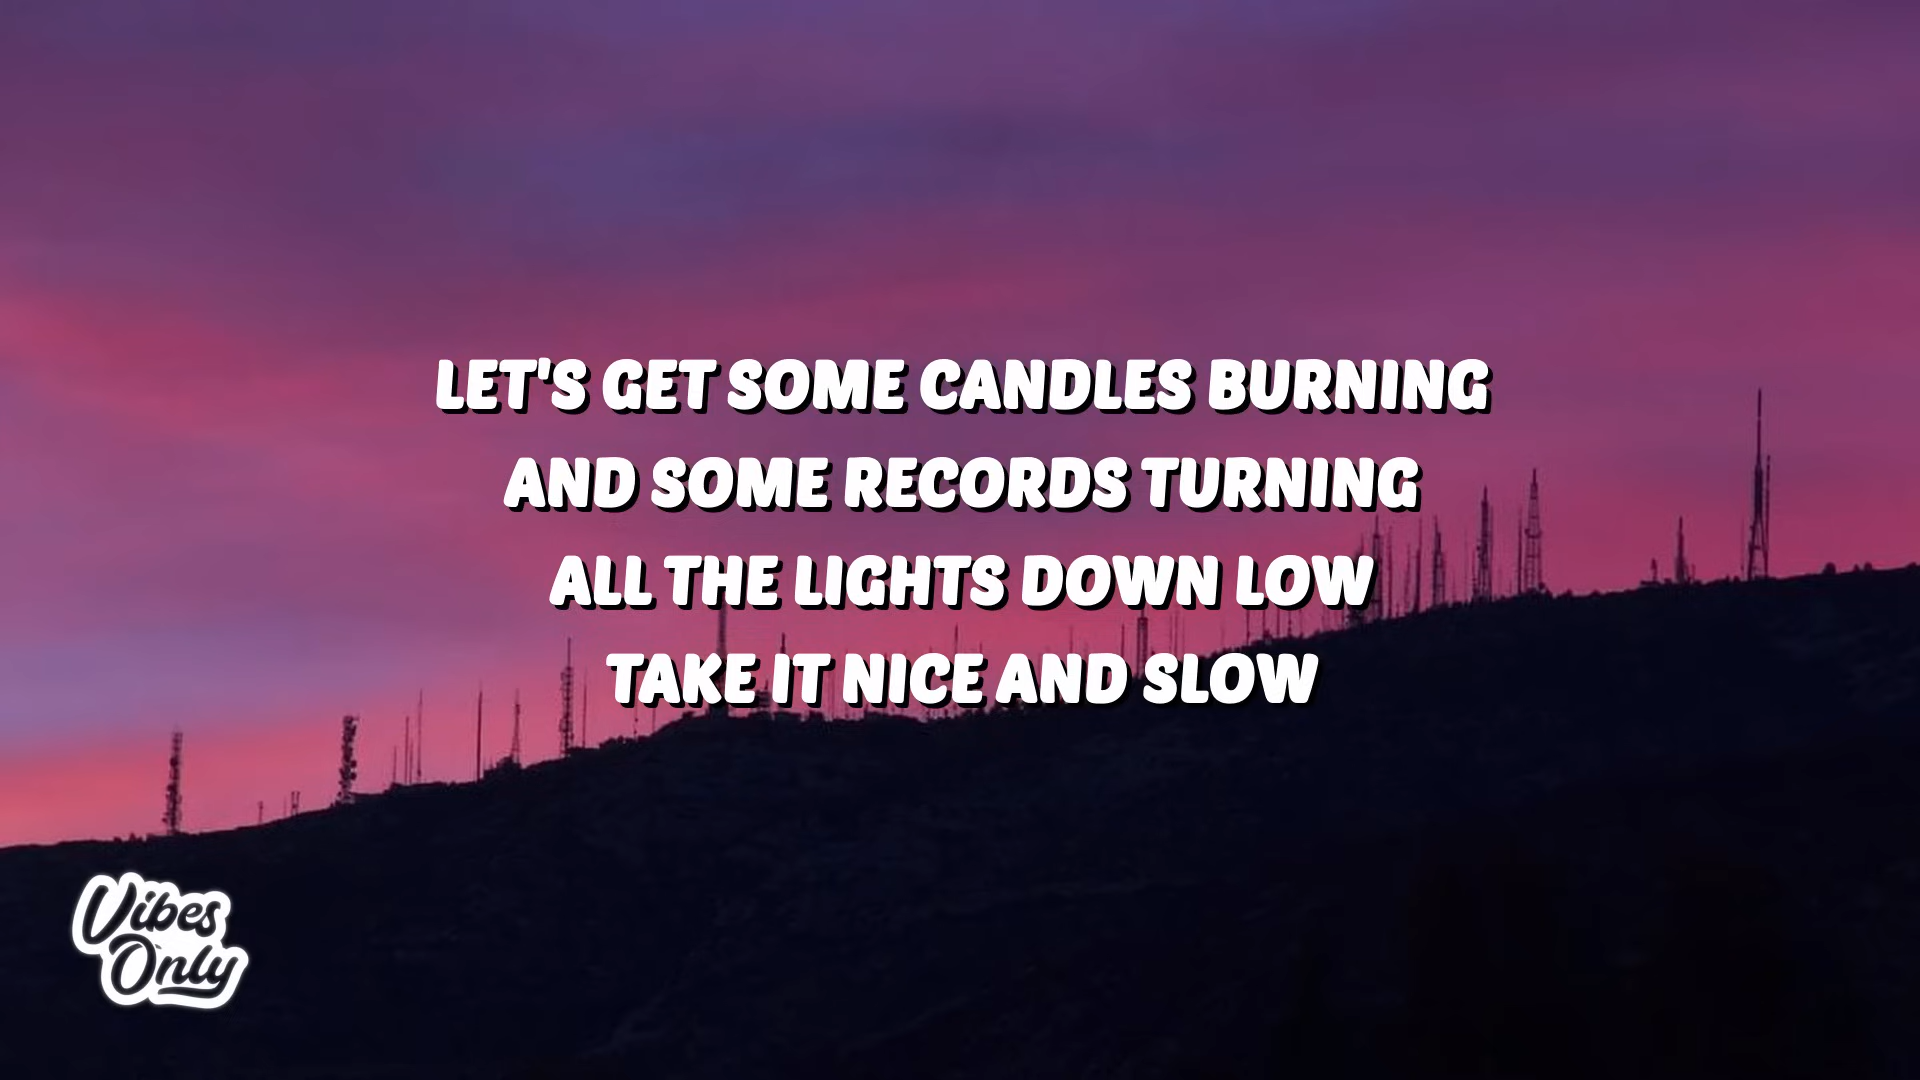 LET'S GET SOME CANDLES BURNING
AND SOME RECORDS TURNING
ALL THE LIGHTS DOWN LOW
TAKE IT NICE AND SLOW
Vibes
Only